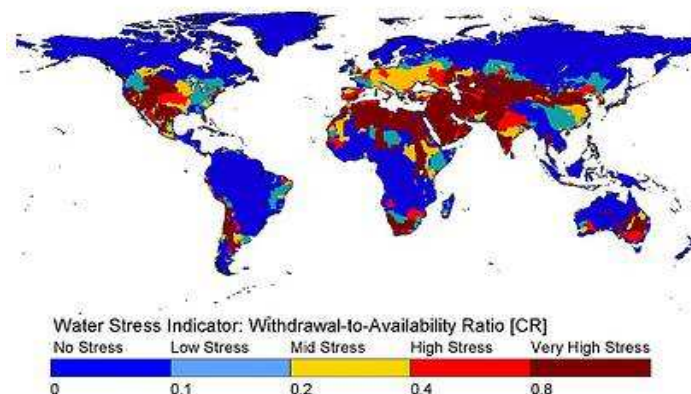 Water Stress Indicator: Withdrawal-to-Availability Ratio [CR]
No Stress Low Stress Mid Stress High Stress Very High Stress
0 0.1 0.2 0.4 0.8